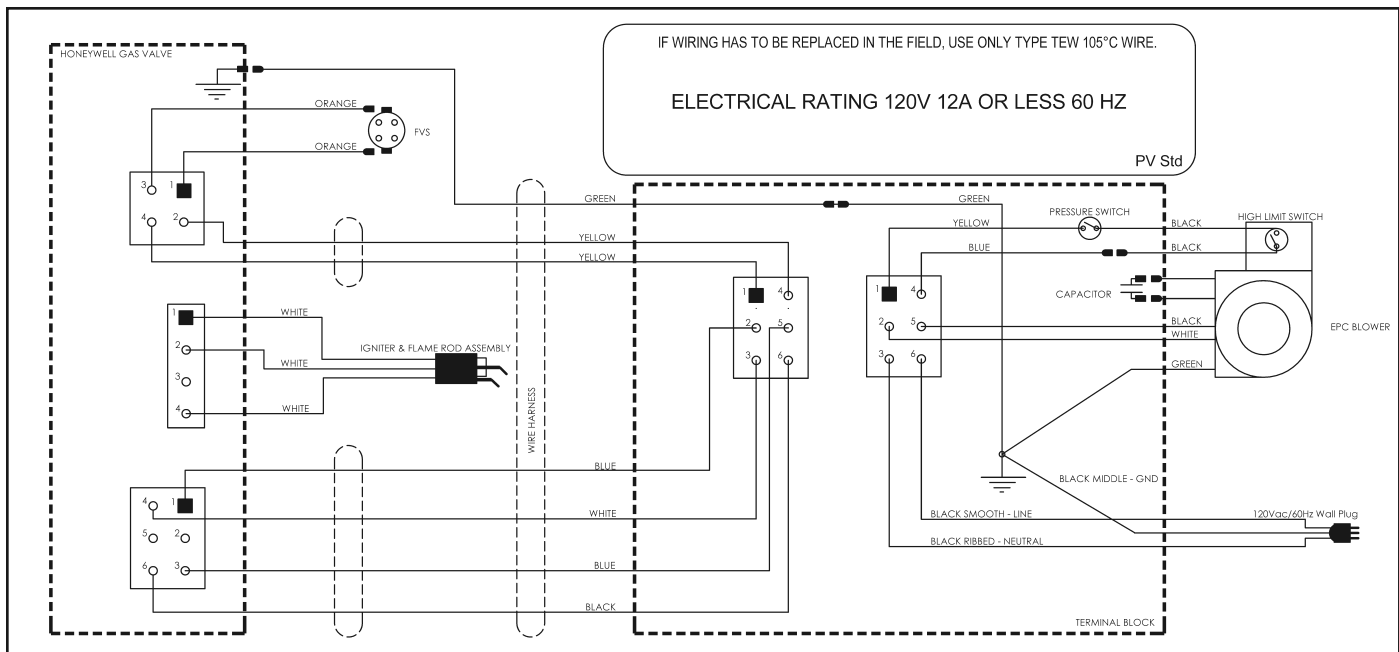 HONEYWELL GAS VALVE
IF WIRING HAS TO BE REPLACED IN THE FIELD, USE ONLY TYPE TEW 105°C WIRE.
ELECTRICAL RATING 120V 12A OR LESS 60 HZ
PV Std
ORANGE
FVS
ORANGE
3 1
4 2
GREEN
YELLOW
YELLOW
GREEN
PRESSURE SWITCH
YELLOW
BLACK
HIGH LIMIT SWITCH
BLUE
BLACK
CAPACITOR
1 4
2 5
3 6
1 4
2 5
3 6
BLACK
WHITE
EPC BLOWER
GREEN
1
2
3
4
WHITE
WHITE
WHITE
IGNITER & FLAME ROD ASSEMBLY
WIRE HARNESS
4 1
5 2
6 3
BLUE
WHITE
BLUE
BLACK
BLACK MIDDLE - GND
BLACK SMOOTH - LINE
120Vac/60Hz Wall Plug
BLACK RIBBED - NEUTRAL
TERMINAL BLOCK